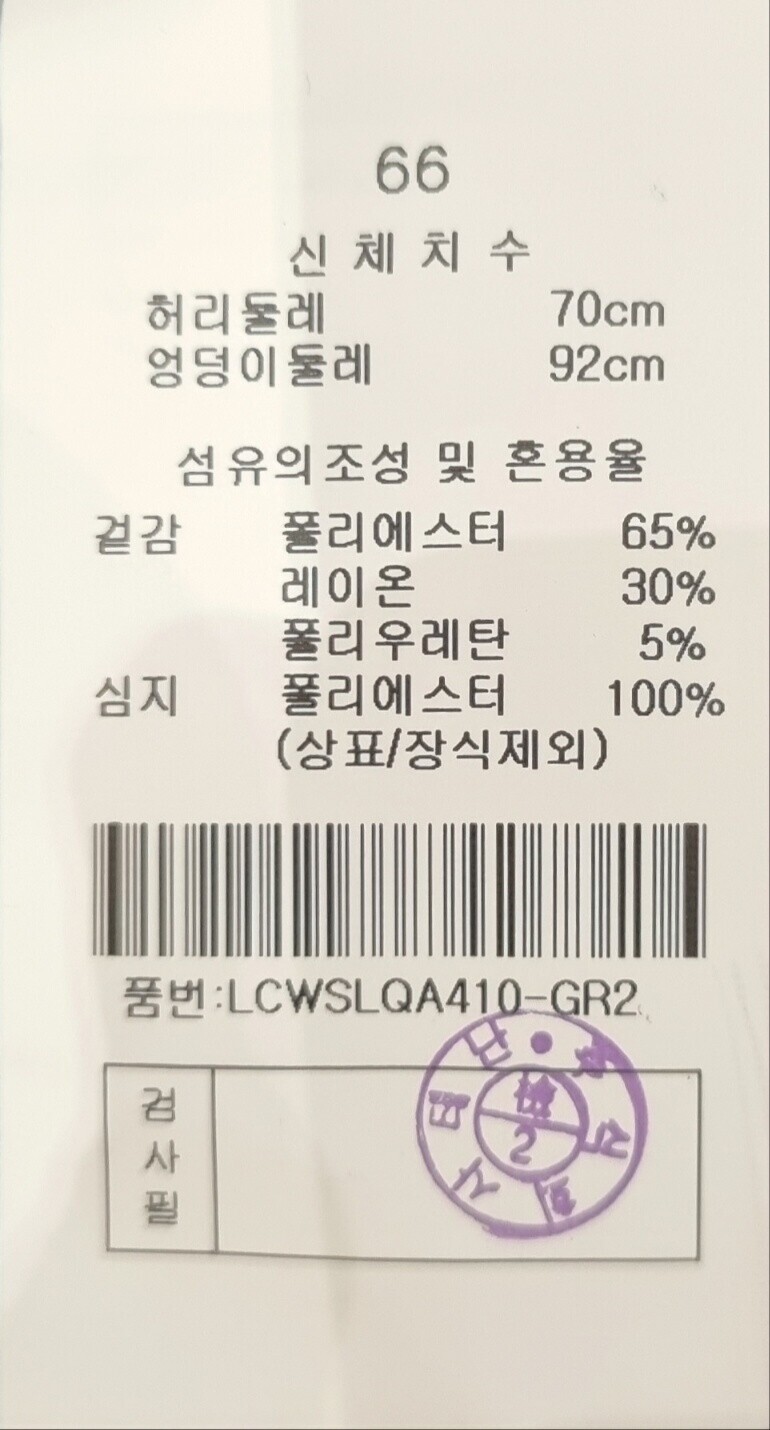 66
신체치수
허리둘레 70cm
엉덩이둘레 92cm
섬유의조성 및 혼용율
겉감 폴리에스터 65%
레이온 30%
폴리우레탄 5%
심지 폴리에스터 100%
(상표/장식제외)
품번:LCWSLQA410-GR2
검사필
檢
2